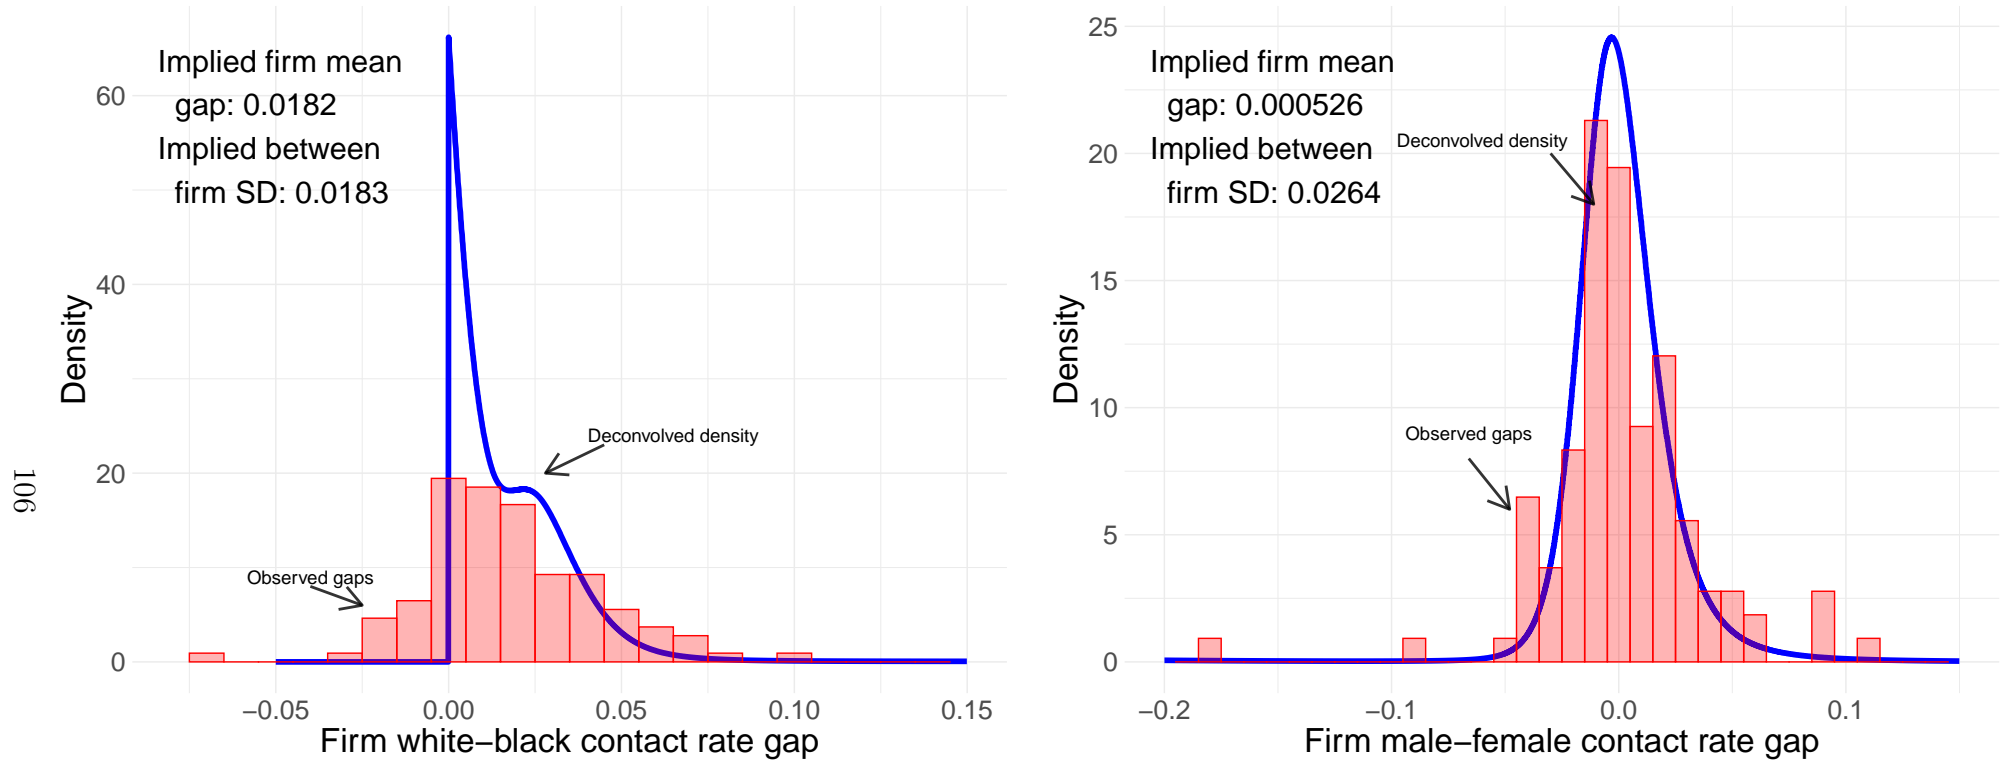 Implied firm mean
gap: 0.0182
Implied between
firm SD: 0.0183
60
40
20
0
Density
Deconvolved density
Observed gaps
−0.05 0.00 0.05 0.10 0.15
Firm white−black contact rate gap
Implied firm mean
gap: 0.000526
Implied between
firm SD: 0.0264
25
20
15
10
5
0
Density
Deconvolved density
Observed gaps
−0.2 −0.1 0.0 0.1
Firm male−female contact rate gap
106